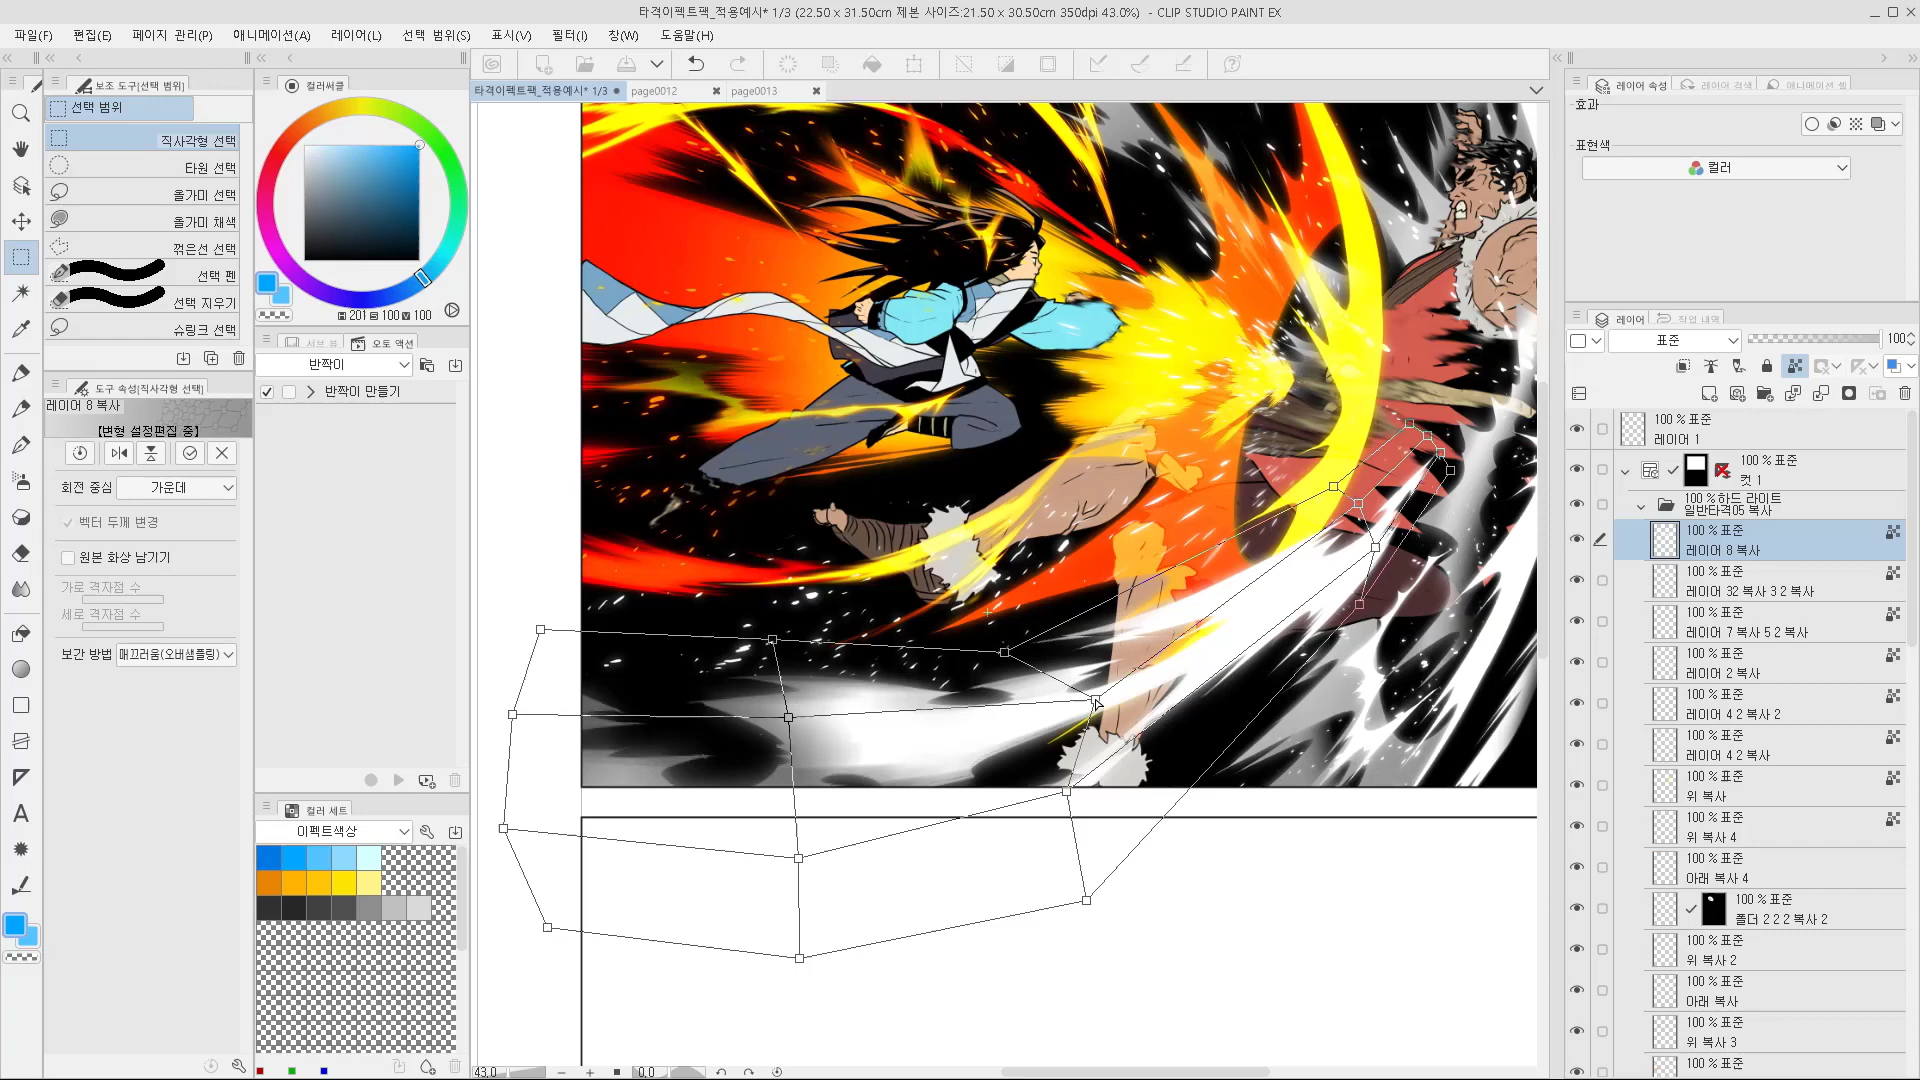 타격이펙트팩_적용예시* 1/3 (22.50 x 31.50cm 제본 사이즈:21.50 x 30.50cm 350dpi 43.0%) - CLIP STUDIO PAINT EX
파일(F) 편집(E) 페이지 관리(P) 애니메이션(A) 레이어(L) 선택 범위(S) 표시(V) 필터(I) 창(W) 도움말(H)
보조 도구[선택 범위]
선택 범위
직사각형 선택
타원 선택
올가미 선택
올가미 채색
꺾은선 선택
선택 펜
선택 지우기
슈링크 선택
도구 속성[직사각형 선택]
레이어 8 복사
[변형 설정편집 중]
회전 중심 가운데
벡터 두께 변경
원본 화상 남기기
가로 격자점 수
세로 격자점 수
보간 방법 매끄러움(오버샘플링)
컬러써클
H 201 S 100 V 100
서브 뷰 오토 액션
반짝이
반짝이 만들기
컬러 세트
이펙트색상
타격이펙트팩_적용예시* 1/3
page0012
page0013
43.0
0.0
레이어 속성 레이어 검색 애니메이션 셀
효과
표현색
컬러
레이어 작업 내역
표준 100
100 % 표준
레이어 1
100 % 표준
컷 1
100 %하드 라이트
일반타격05 복사
100 % 표준
레이어 8 복사
100 % 표준
레이어 32 복사 3 2 복사
100 % 표준
레이어 7 복사 5 2 복사
100 % 표준
레이어 2 복사
100 % 표준
레이어 4 2 복사 2
100 % 표준
레이어 4 2 복사
100 % 표준
위 복사
100 % 표준
위 복사 4
100 % 표준
아래 복사 4
100 % 표준
폴더 2 2 2 복사 2
100 % 표준
위 복사 2
100 % 표준
아래 복사
100 % 표준
위 복사 3
100 % 표준